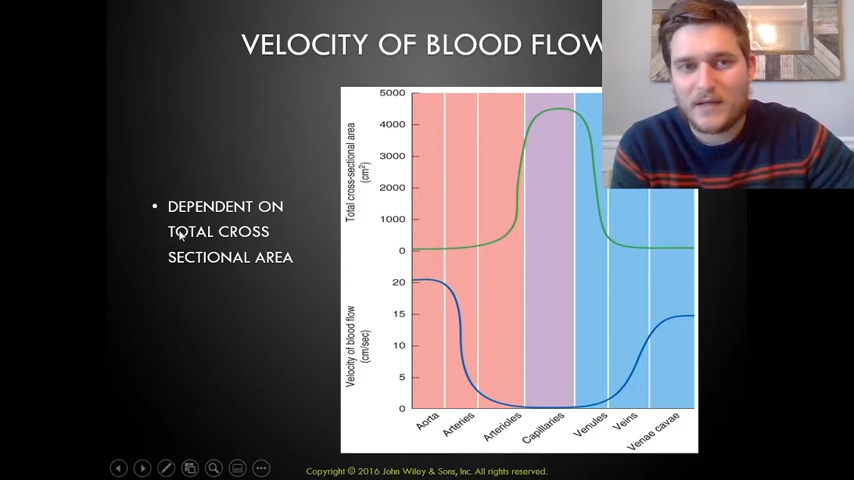 VELOCITY OF BLOOD FLOW
• DEPENDENT ON
TOTAL CROSS
SECTIONAL AREA
Total cross-sectional area
(cm²)
5000
4000
3000
2000
1000
0
Velocity of blood flow
(cm/sec)
20
15
10
5
0
Aorta
Arteries
Arterioles
Capillaries
Venules
Veins
Venae cavae
Copyright © 2016 John Wiley & Sons, Inc. All rights reserved.